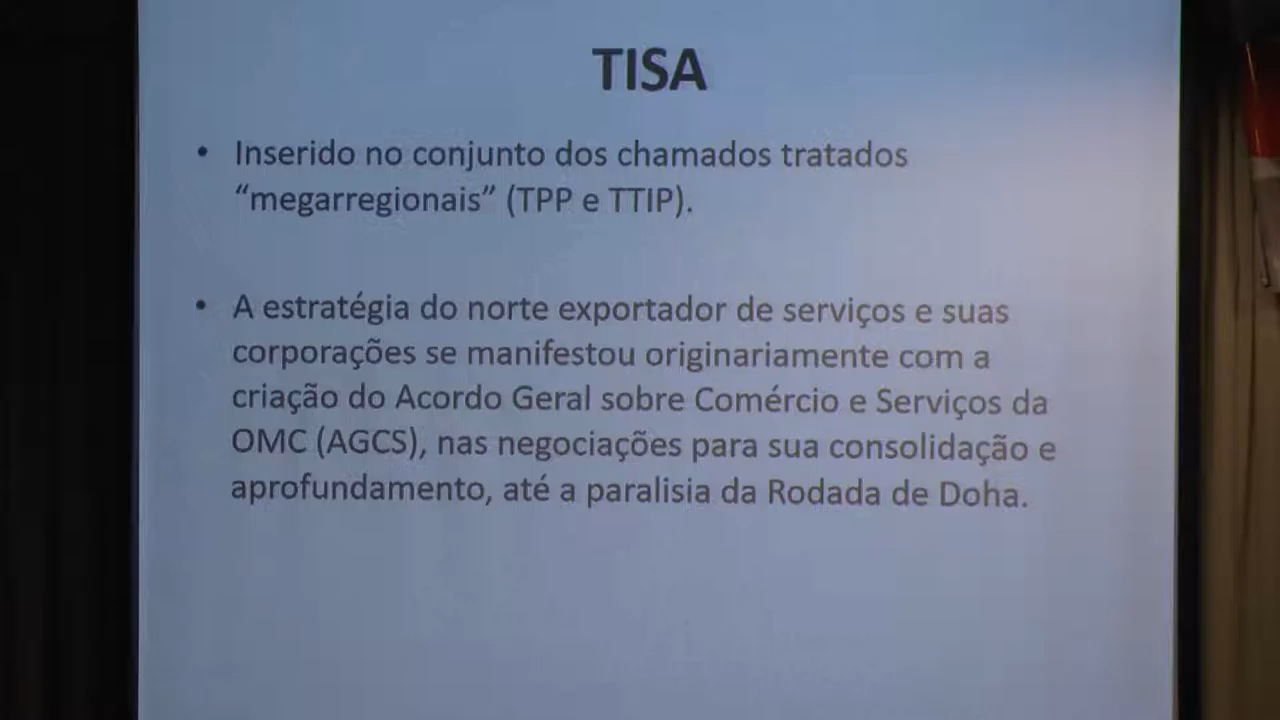 TISA
• Inserido no conjunto dos chamados tratados
“megarregionais” (TPP e TTIP).
• A estratégia do norte exportador de serviços e suas
corporações se manifestou originariamente com a
criação do Acordo Geral sobre Comércio e Serviços da
OMC (AGCS), nas negociações para sua consolidação e
aprofundamento, até a paralisia da Rodada de Doha.